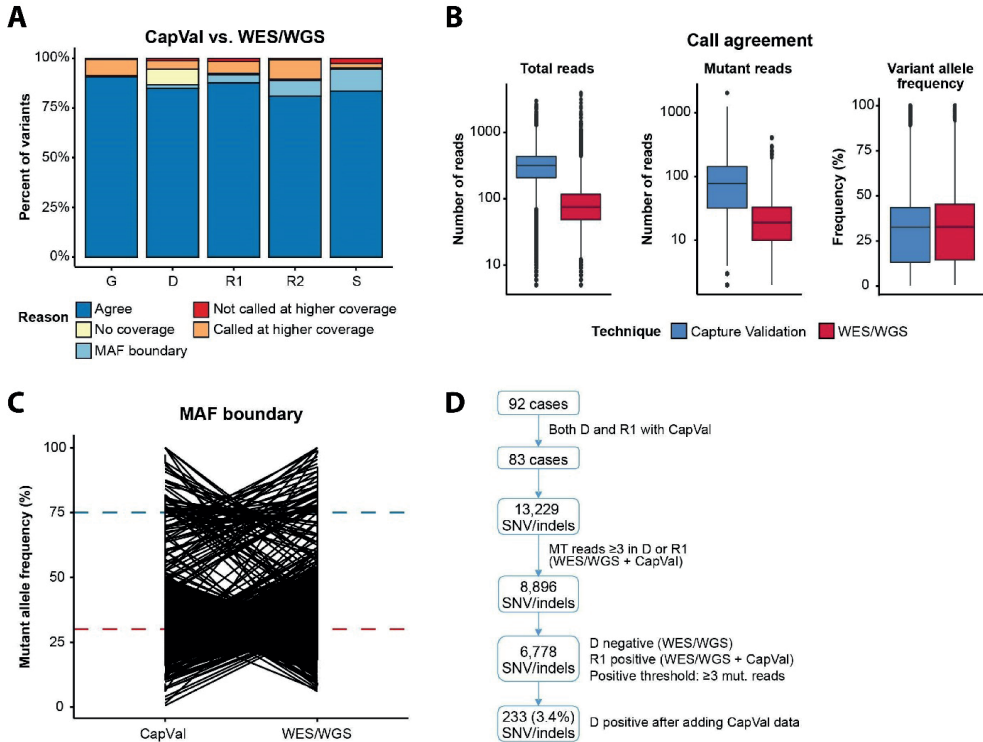 A
CapVal vs. WES/WGS
Percent of variants
100%
75%
50%
25%
0%
G D R1 R2 S
Reason
Agree
No coverage
MAF boundary
Not called at higher coverage
Called at higher coverage
B
Call agreement
Total reads
Number of reads
1000
100
10
Mutant reads
Number of reads
1000
100
10
Variant allele
frequency
Frequency (%)
100
75
50
25
0
Technique Capture Validation WES/WGS
C
MAF boundary
Mutant allele frequency (%)
100
75
50
25
0
CapVal WES/WGS
D
92 cases
Both D and R1 with CapVal
83 cases
13,229
SNV/indels
MT reads ≥3 in D or R1
(WES/WGS + CapVal)
8,896
SNV/indels
6,778
SNV/indels
D negative (WES/WGS)
R1 positive (WES/WGS + CapVal)
Positive threshold: ≥3 mut. reads
233 (3.4%)
SNV/indels
D positive after adding CapVal data